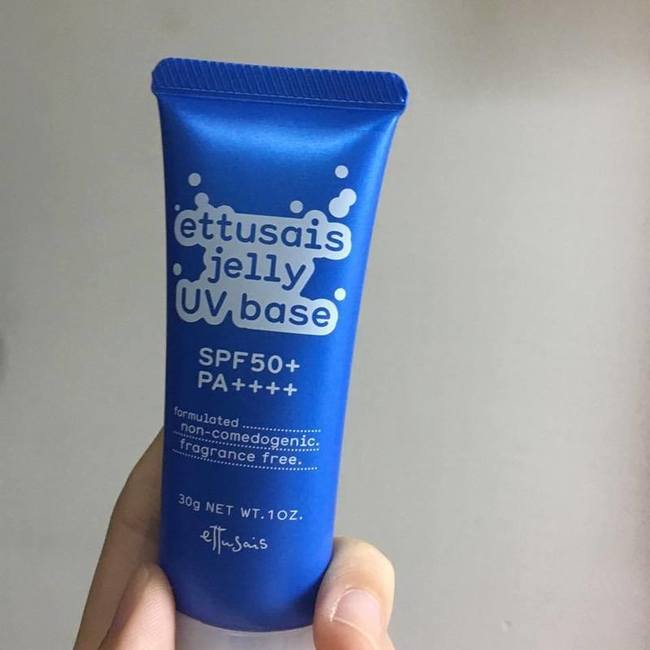 ettusais
jelly
UV base
SPF50+
PA++++
formulated
non-comedogenic.
fragrance free.
30g NET WT.1OZ.
ettusais